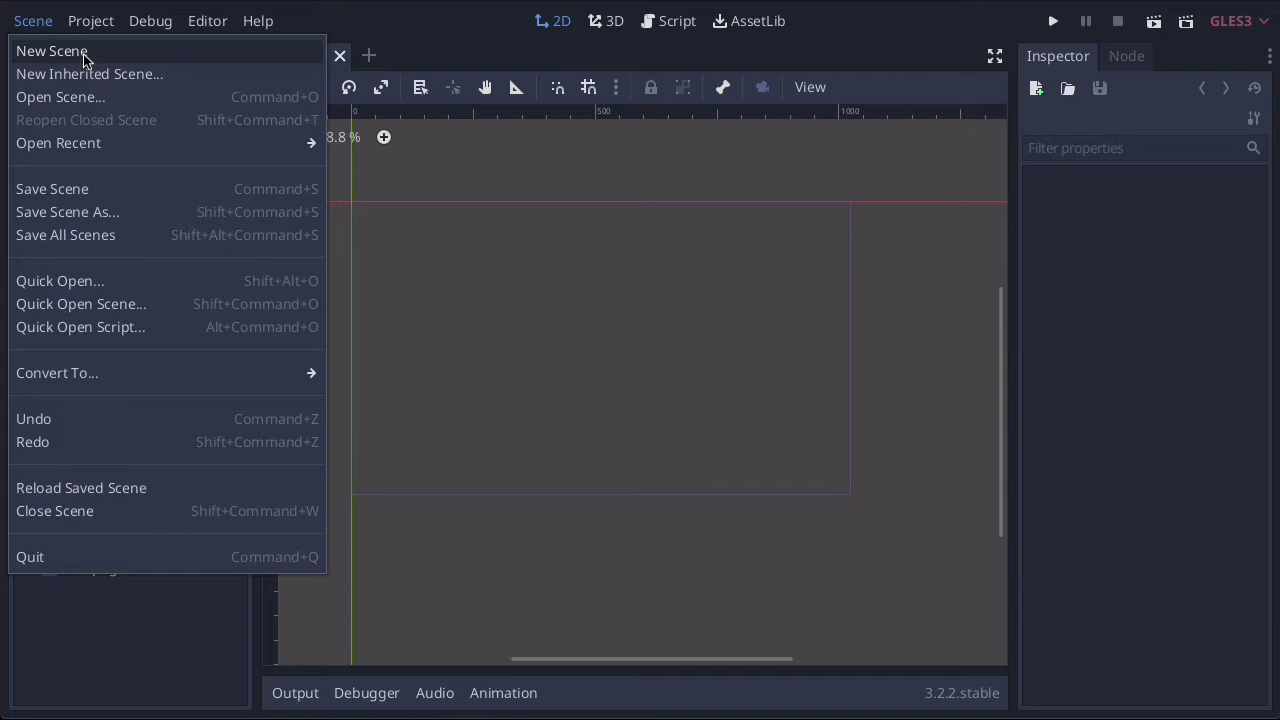 Scene Project Debug Editor Help 2D 3D Script AssetLib GLES3
New Scene
New Inherited Scene...
Open Scene... Command+O
Reopen Closed Scene Shift+Command+T
Open Recent
Save Scene Command+S
Save Scene As... Shift+Command+S
Save All Scenes Shift+Alt+Command+S
Quick Open... Shift+Alt+O
Quick Open Scene... Shift+Command+O
Quick Open Script... Alt+Command+O
Convert To...
Undo Command+Z
Redo Shift+Command+Z
Reload Saved Scene
Close Scene Shift+Command+W
Quit Command+Q
View
0 500 1000
8.8 %
Inspector Node
Filter properties
Output Debugger Audio Animation 3.2.2.stable